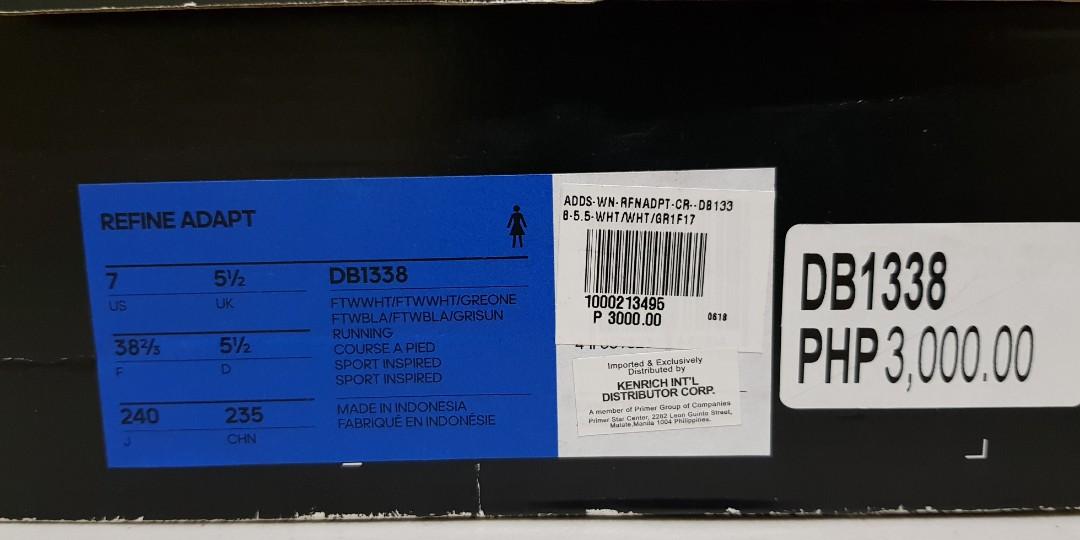 REFINE ADAPT
7 5½
US UK
38⅔ 5½
F D
240 235
J CHN
DB1338
FTWWHT/FTWWHT/GREONE
FTWBLA/FTWBLA/GRISUN
RUNNING
COURSE A PIED
SPORT INSPIRED
SPORT INSPIRED
MADE IN INDONESIA
FABRIQUÉ EN INDONÉSIE
ADDS-WN-RFNADPT-CR--DB133
8-5.5-WHT/WHT/GR1F17
1000213495
P 3000.00 0618
Imported & Exclusively
Distributed by
KENRICH INT'L
DISTRIBUTOR CORP.
A member of Primer Group of Companies
Primer Star Center, 2282 Leon Guinto Street,
Malate,Manila 1004 Philippines.
DB1338
PHP 3,000.00